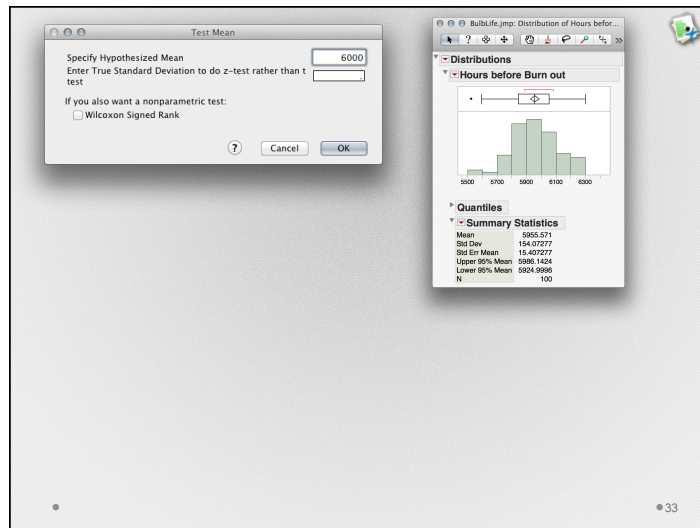 Test Mean
Specify Hypothesized Mean 6000
Enter True Standard Deviation to do z-test rather than t
test .
If you also want a nonparametric test:
Wilcoxon Signed Rank
? Cancel OK
BulbLife.jmp: Distribution of Hours befor...
Distributions
Hours before Burn out
5500 5700 5900 6100 6300
Quantiles
Summary Statistics
Mean 5955.571
Std Dev 154.07277
Std Err Mean 15.407277
Upper 95% Mean 5986.1424
Lower 95% Mean 5924.9996
N 100
33